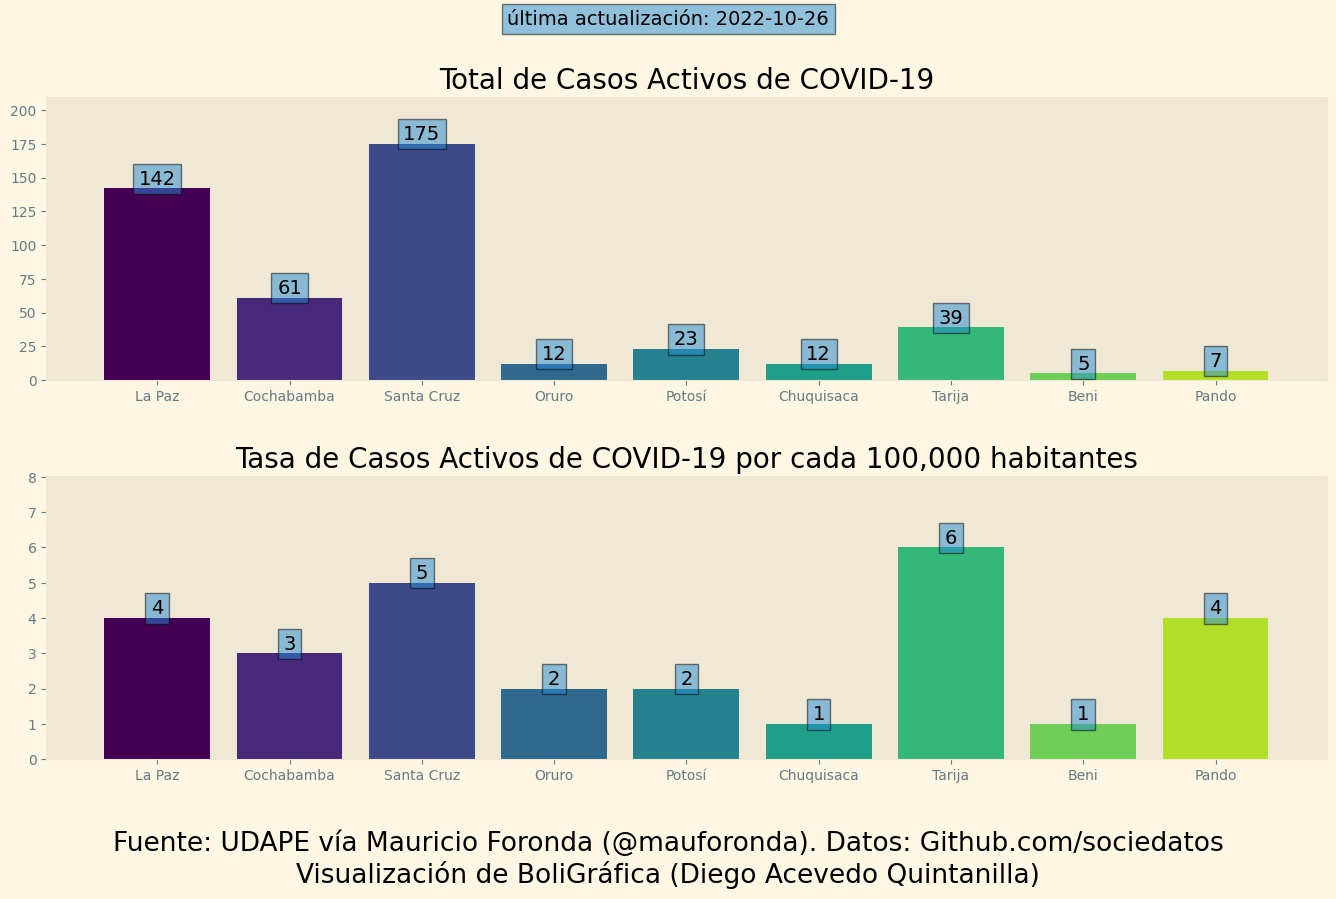 última actualización: 2022-10-26
Total de Casos Activos de COVID-19
200
175
150
125
100
75
50
25
0
142
61
175
12
23
12
39
5
7
La Paz
Cochabamba
Santa Cruz
Oruro
Potosí
Chuquisaca
Tarija
Beni
Pando
Tasa de Casos Activos de COVID-19 por cada 100,000 habitantes
8
7
6
5
4
3
2
1
0
4
3
5
2
2
1
6
1
4
La Paz
Cochabamba
Santa Cruz
Oruro
Potosí
Chuquisaca
Tarija
Beni
Pando
Fuente: UDAPE vía Mauricio Foronda (@mauforonda). Datos: Github.com/sociedatos
Visualización de BoliGráfica (Diego Acevedo Quintanilla)